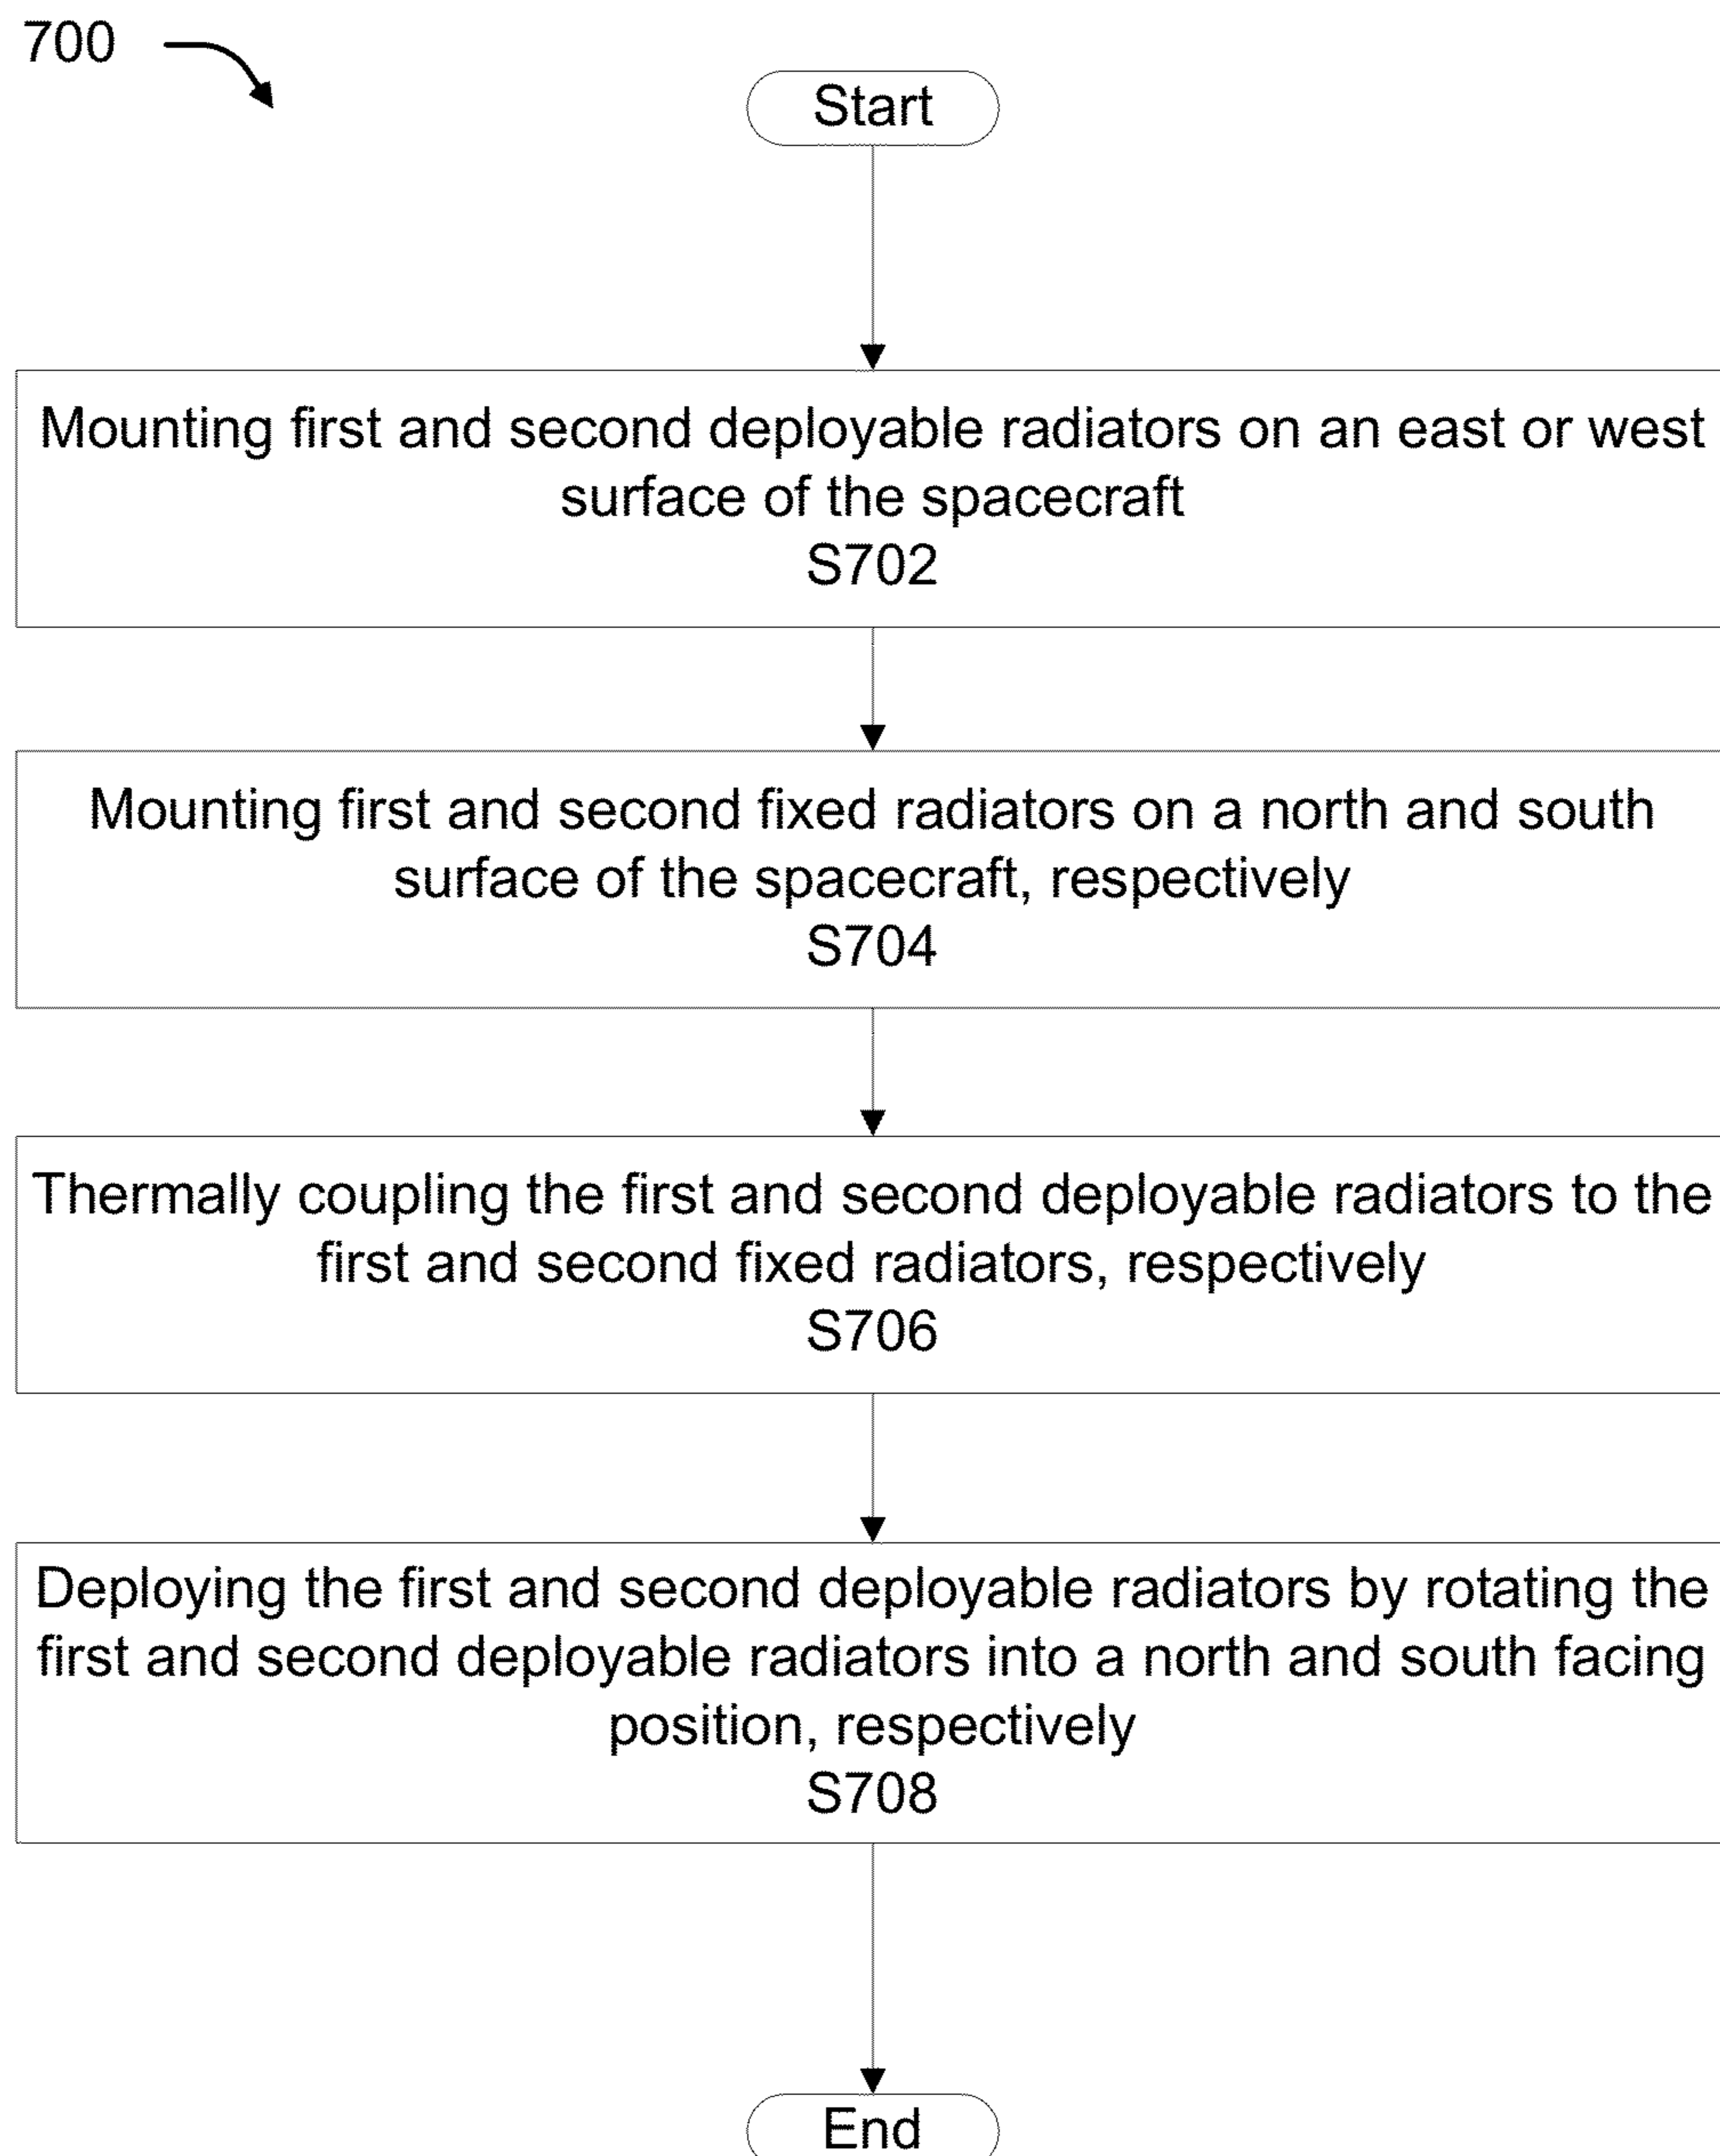 700
Start
Mounting first and second deployable radiators on an east or west
surface of the spacecraft
S702
Mounting first and second fixed radiators on a north and south
surface of the spacecraft, respectively
S704
Thermally coupling the first and second deployable radiators to the
first and second fixed radiators, respectively
S706
Deploying the first and second deployable radiators by rotating the
first and second deployable radiators into a north and south facing
position, respectively
S708
End